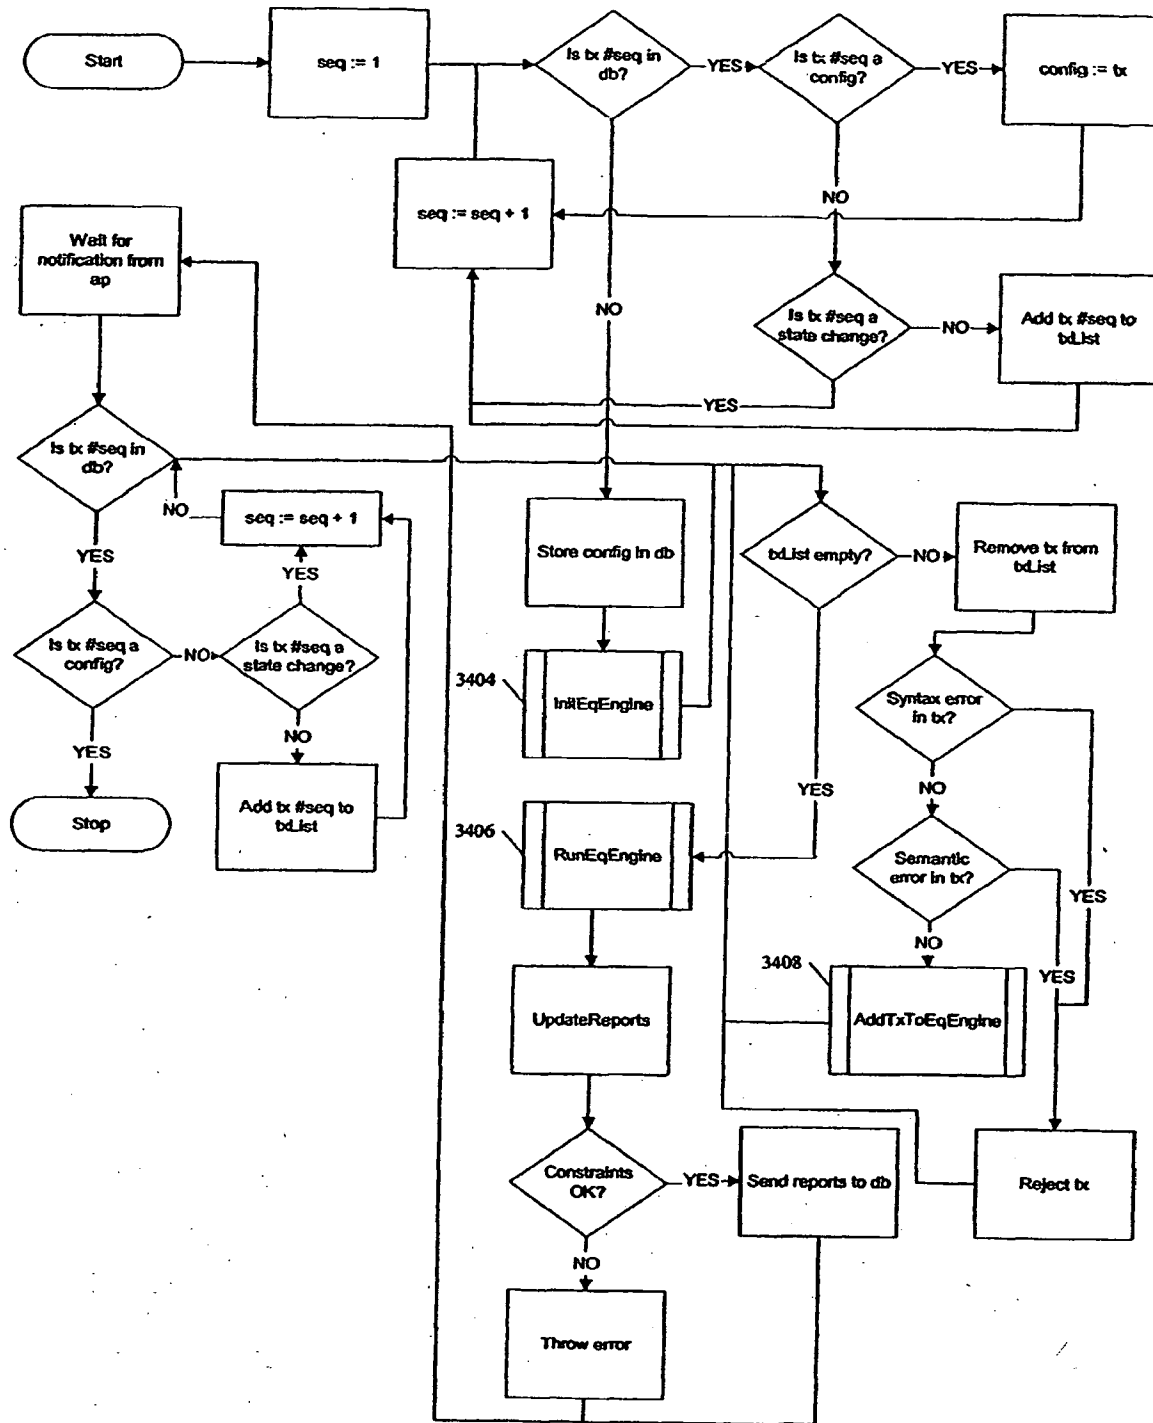 Start
seq := 1
Is tx #seq in
db?
YES
Is tx #seq a
config?
YES
config := tx
NO
seq := seq + 1
Wait for
notification from
ap
NO
Is tx #seq a
state change?
NO
Add tx #seq to
txList
YES
Is tx #seq in
db?
NO
seq := seq + 1
YES
YES
Is tx #seq a
config?
NO
Is tx #seq a
state change?
YES
NO
Stop
Add tx #seq to
txList
Store config in db
txList empty?
NO
Remove tx from
txList
3404
InitEqEngine
Syntax error
in tx?
YES
NO
3406
RunEqEngine
Semantic
error in tx?
YES
NO
YES
3408
AddTxToEqEngine
UpdateReports
Constraints
OK?
YES
Send reports to db
Reject tx
NO
Throw error